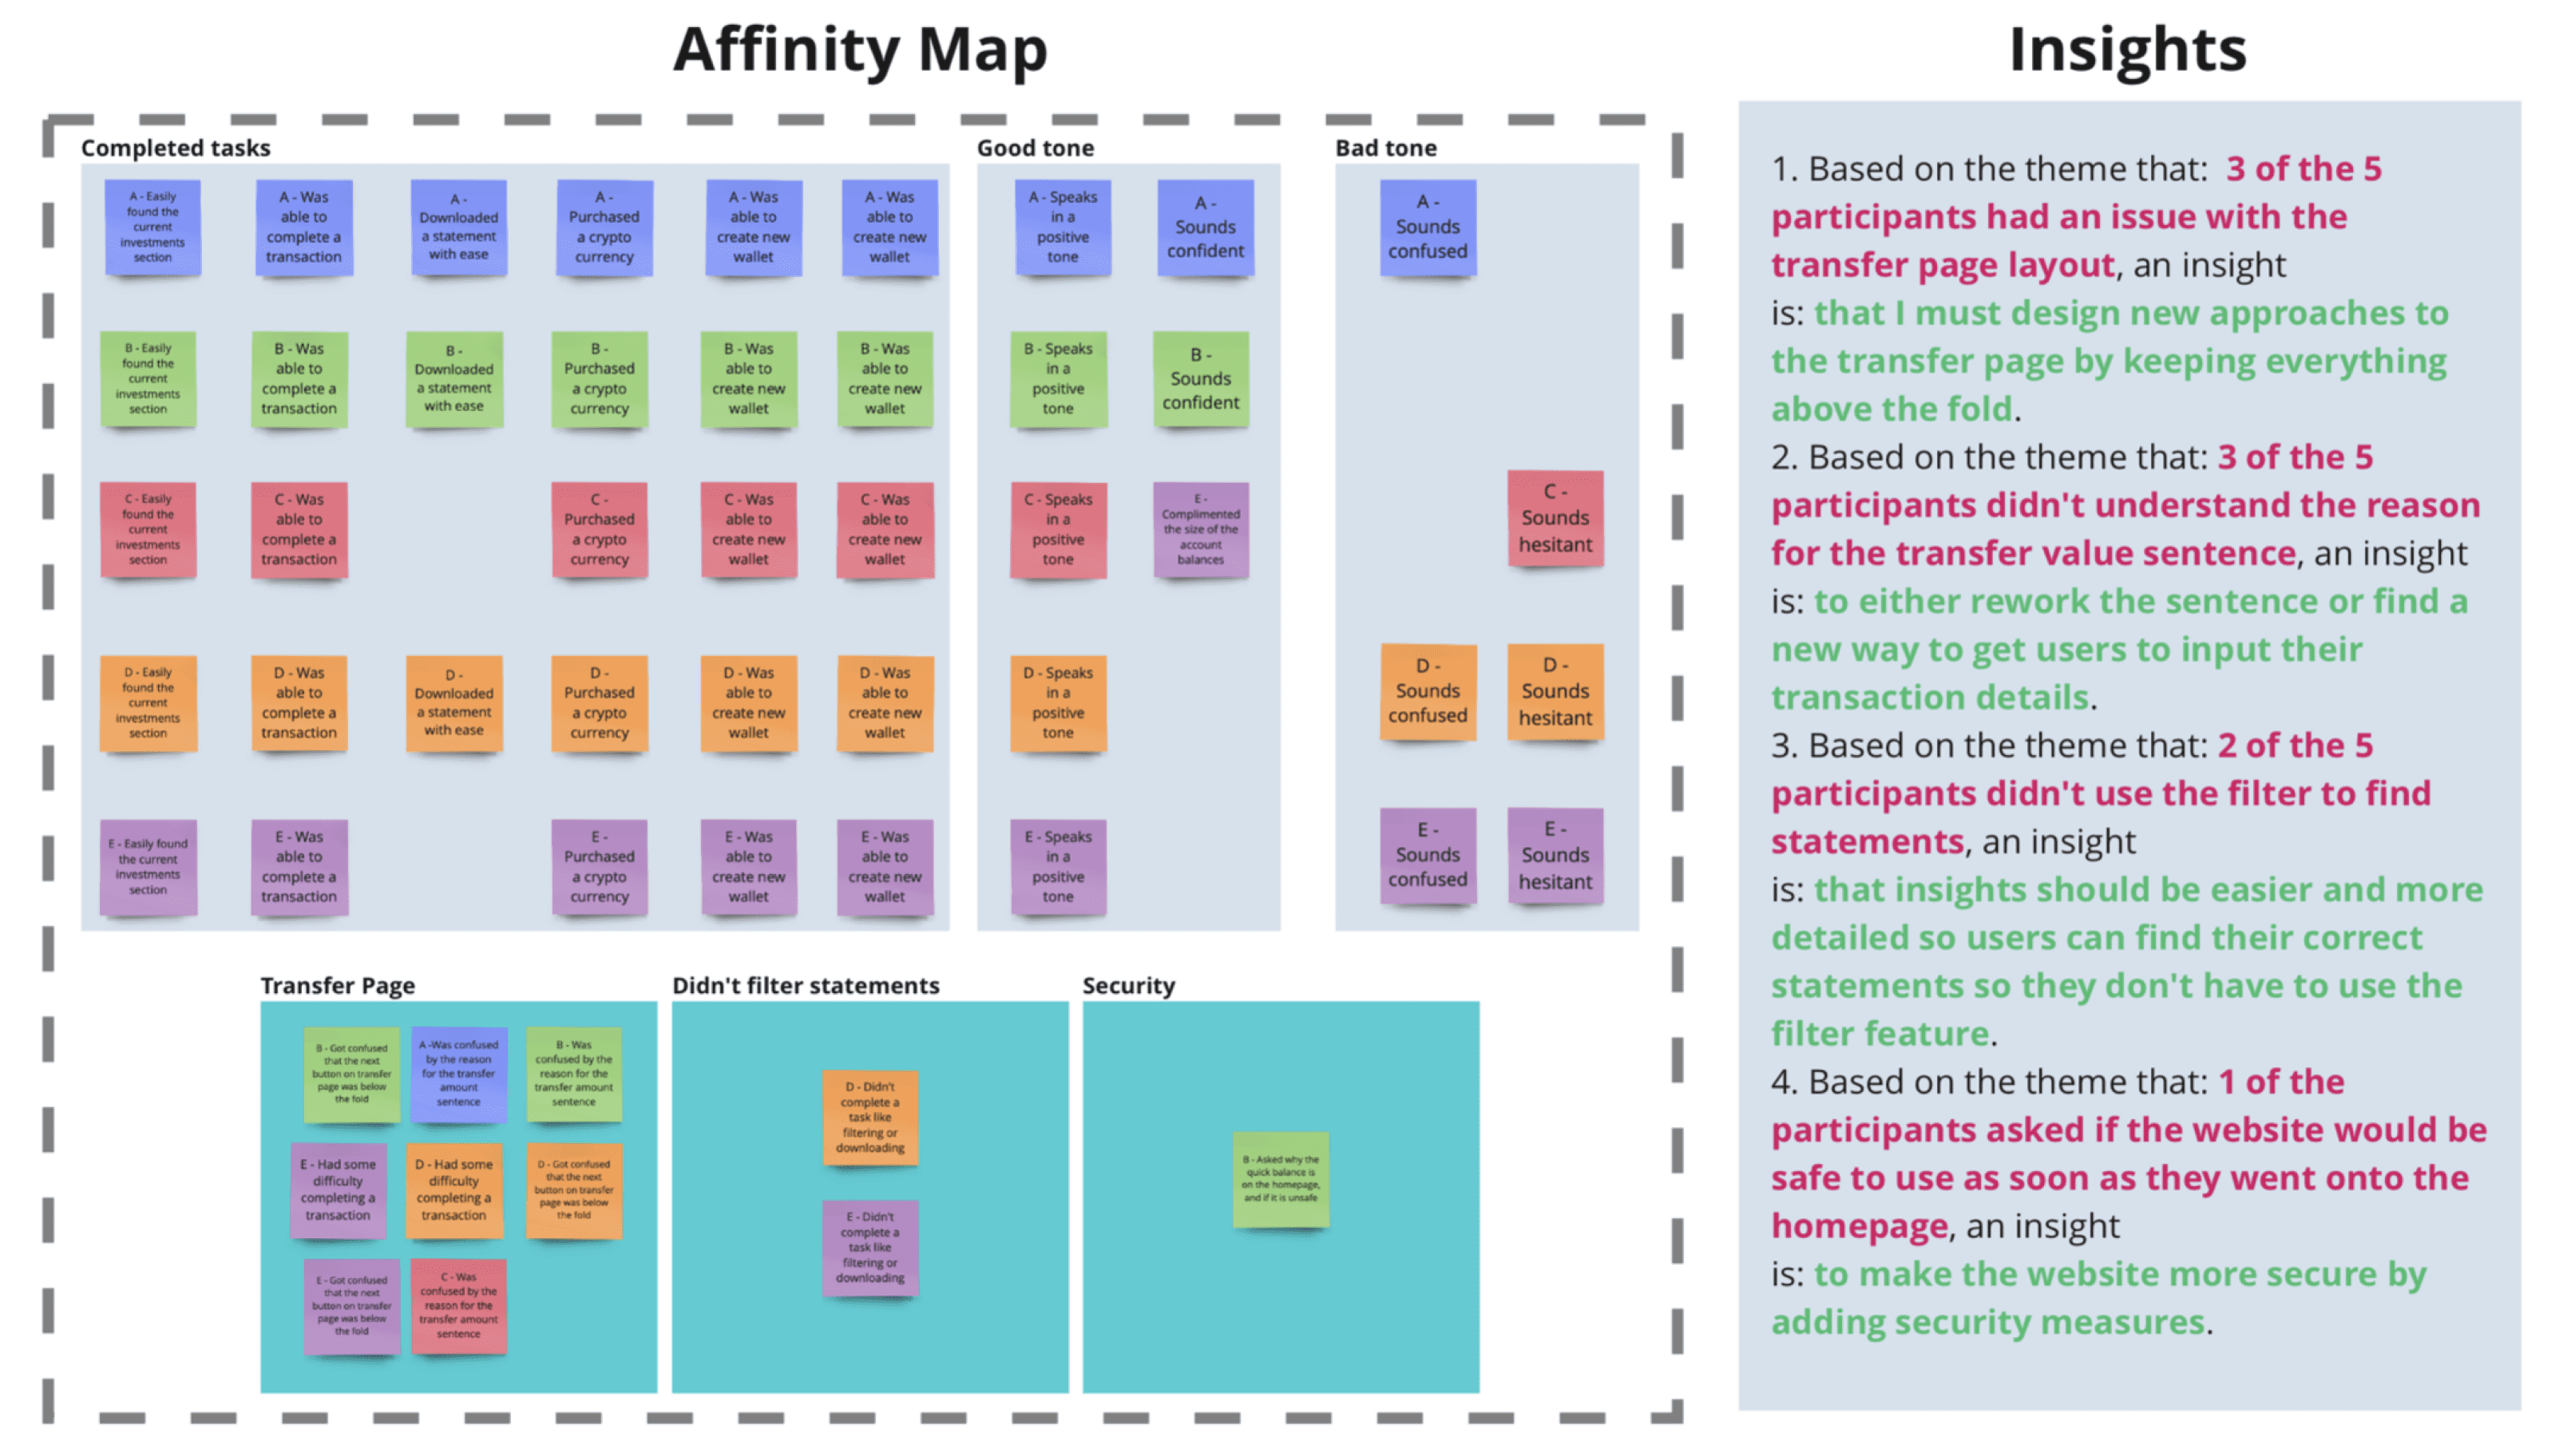 Affinity Map
Completed tasks
A - Easily
found the
current
investments
section
A - Was
able to
complete a
transaction
A -
Downloaded
a statement
with ease
A -
Purchased
a crypto
currency
A - Was
able to
create new
wallet
A - Was
able to
create new
wallet
B - Easily
found the
current
investments
section
B - Was
able to
complete a
transaction
B -
Downloaded
a statement
with ease
B -
Purchased
a crypto
currency
B - Was
able to
create new
wallet
B - Was
able to
create new
wallet
C - Easily
found the
current
investments
section
C - Was
able to
complete a
transaction
C -
Purchased
a crypto
currency
C - Was
able to
create new
wallet
C - Was
able to
create new
wallet
D - Easily
found the
current
investments
section
D - Was
able to
complete a
transaction
D -
Downloaded
a statement
with ease
D -
Purchased
a crypto
currency
D - Was
able to
create new
wallet
D - Was
able to
create new
wallet
E - Easily found
the current
investments
section
E - Was
able to
complete a
transaction
E -
Purchased
a crypto
currency
E - Was
able to
create new
wallet
E - Was
able to
create new
wallet
Good tone
A - Speaks
in a
positive
tone
A -
Sounds
confident
B - Speaks
in a
positive
tone
B -
Sounds
confident
C - Speaks
in a
positive
tone
E -
Complimented
the size of the
account
balances
D - Speaks
in a
positive
tone
E - Speaks
in a
positive
tone
Bad tone
A -
Sounds
confused
C -
Sounds
hesitant
D -
Sounds
confused
D -
Sounds
hesitant
E -
Sounds
confused
E -
Sounds
hesitant
Transfer Page
B - Got confused
that the next
button on transfer
page was below
the fold
A -Was confused
by the reason
for the transfer
amount
sentence
B - Was
confused by the
reason for the
transfer amount
sentence
E - Had some
difficulty
completing a
transaction
D - Had some
difficulty
completing a
transaction
D - Got confused
that the next
button on transfer
page was below
the fold
E - Got confused
that the next
button on transfer
page was below
the fold
C - Was
confused by the
reason for the
transfer amount
sentence
Didn't filter statements
D - Didn't
complete a
task like
filtering or
downloading
E - Didn't
complete a
task like
filtering or
downloading
Security
B - Asked why the
quick balance is
on the homepage,
and if it is unsafe
Insights
1. Based on the theme that: 3 of the 5
participants had an issue with the
transfer page layout, an insight
is: that I must design new approaches to
the transfer page by keeping everything
above the fold.
2. Based on the theme that: 3 of the 5
participants didn't understand the reason
for the transfer value sentence, an insight
is: to either rework the sentence or find a
new way to get users to input their
transaction details.
3. Based on the theme that: 2 of the 5
participants didn't use the filter to find
statements, an insight
is: that insights should be easier and more
detailed so users can find their correct
statements so they don't have to use the
filter feature.
4. Based on the theme that: 1 of the
participants asked if the website would be
safe to use as soon as they went onto the
homepage, an insight
is: to make the website more secure by
adding security measures.